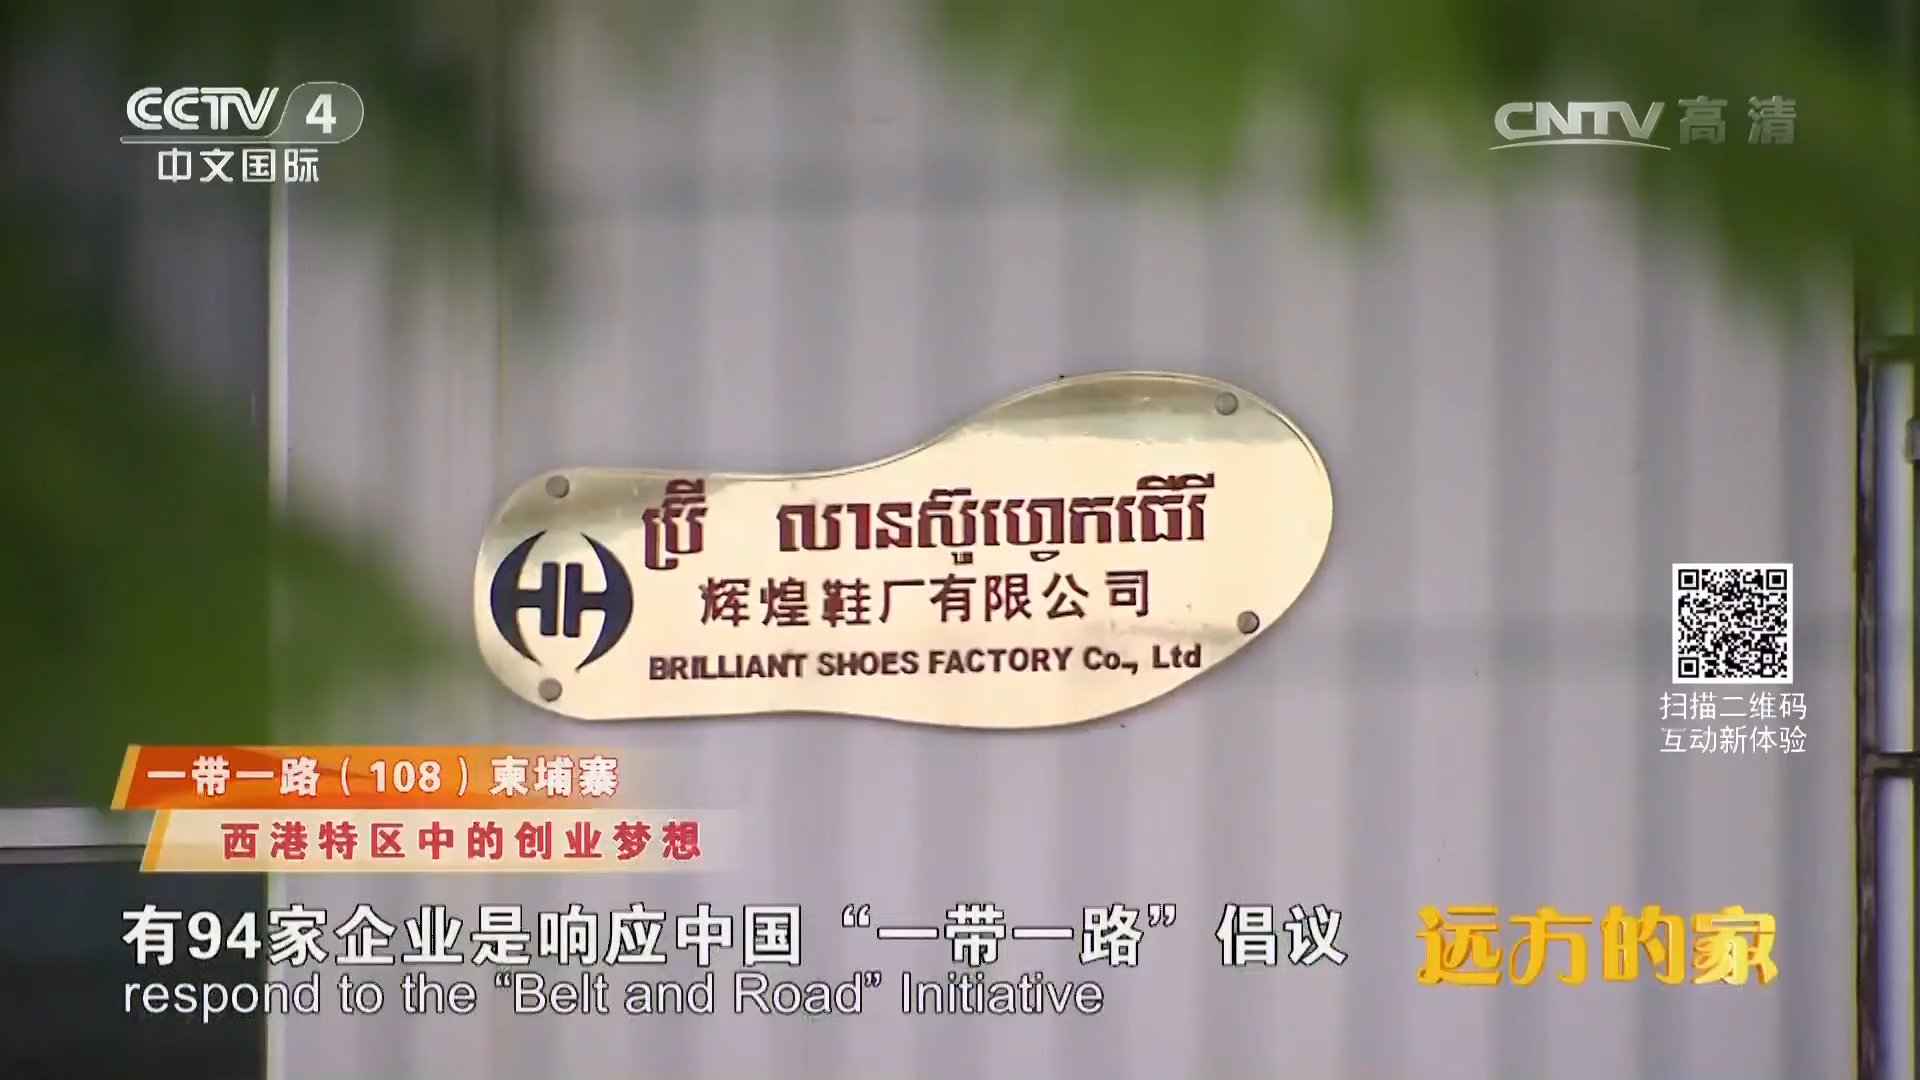 CCTV 4
中文国际
CNTV 高清
ប្រ៊ី លានស៊ូហ្វេកធើរី
HH
辉煌鞋厂有限公司
BRILLIANT SHOES FACTORY Co., Ltd
扫描二维码
互动新体验
一带一路（108）柬埔寨
西港特区中的创业梦想
有94家企业是响应中国“一带一路”倡议
respond to the “Belt and Road” Initiative
远方的家